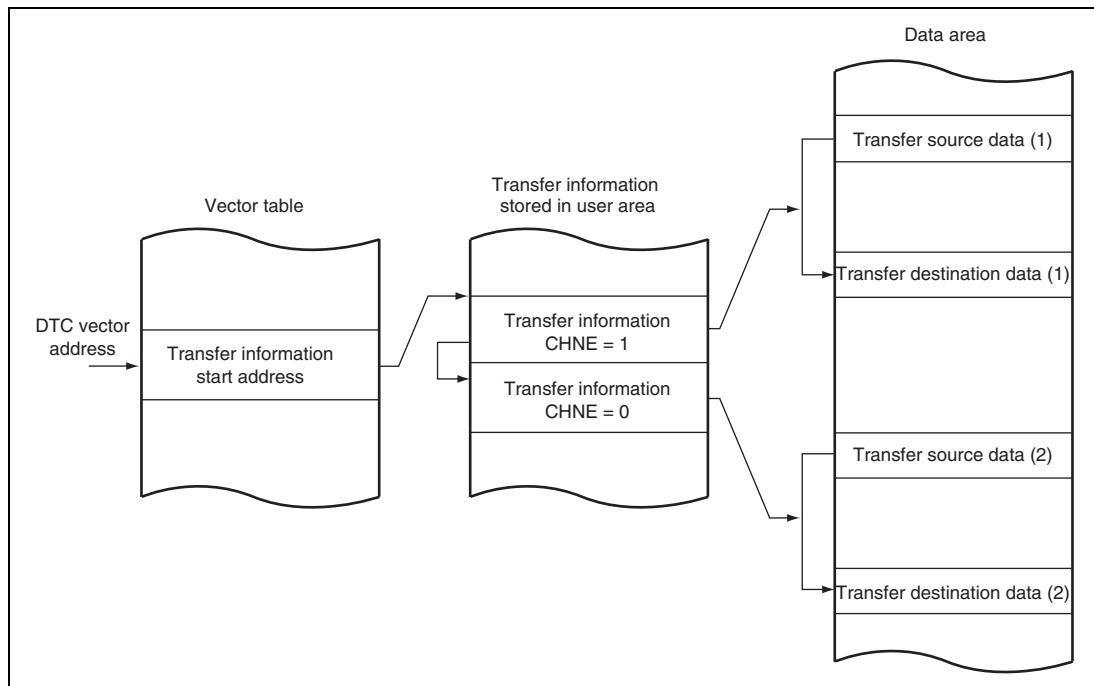 Vector table
DTC vector
address
Transfer information
start address
Transfer information
stored in user area
Transfer information
CHNE = 1
Transfer information
CHNE = 0
Data area
Transfer source data (1)
Transfer destination data (1)
Transfer source data (2)
Transfer destination data (2)